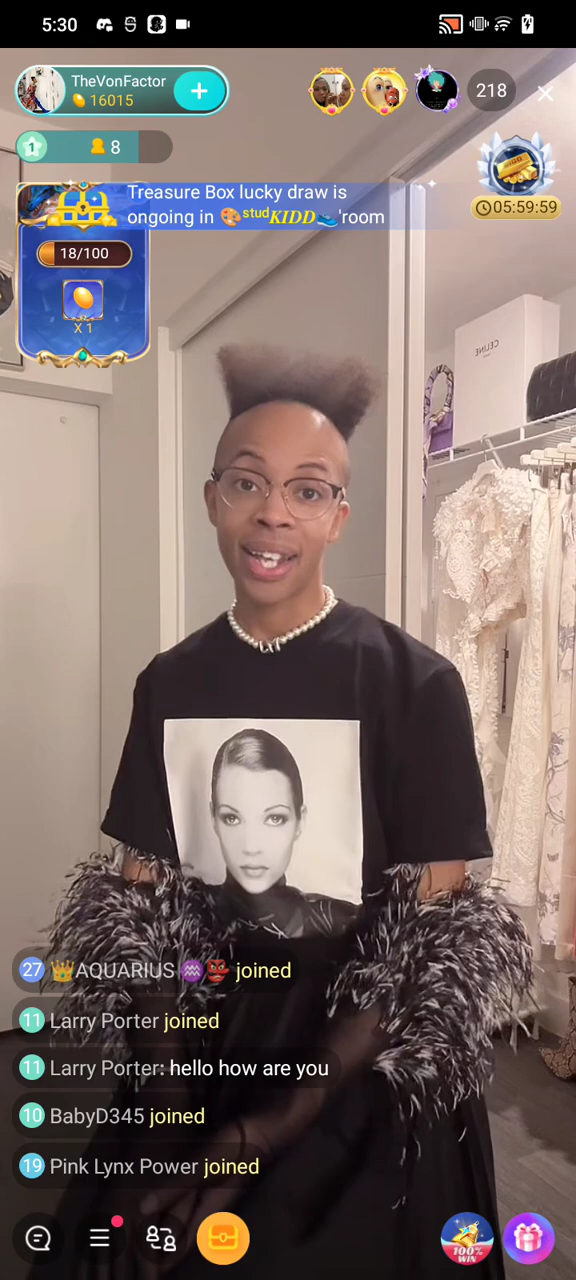 5:30
TheVonFactor
16015
218
1
8
05:59:59
Treasure Box lucky draw is
ongoing in 🎨studKIDD👟'room
18/100
X 1
CELINE
27 👑AQUARIUS ♒👺 joined
11 Larry Porter joined
11 Larry Porter: hello how are you
10 BabyD345 joined
19 Pink Lynx Power joined
100%
WIN